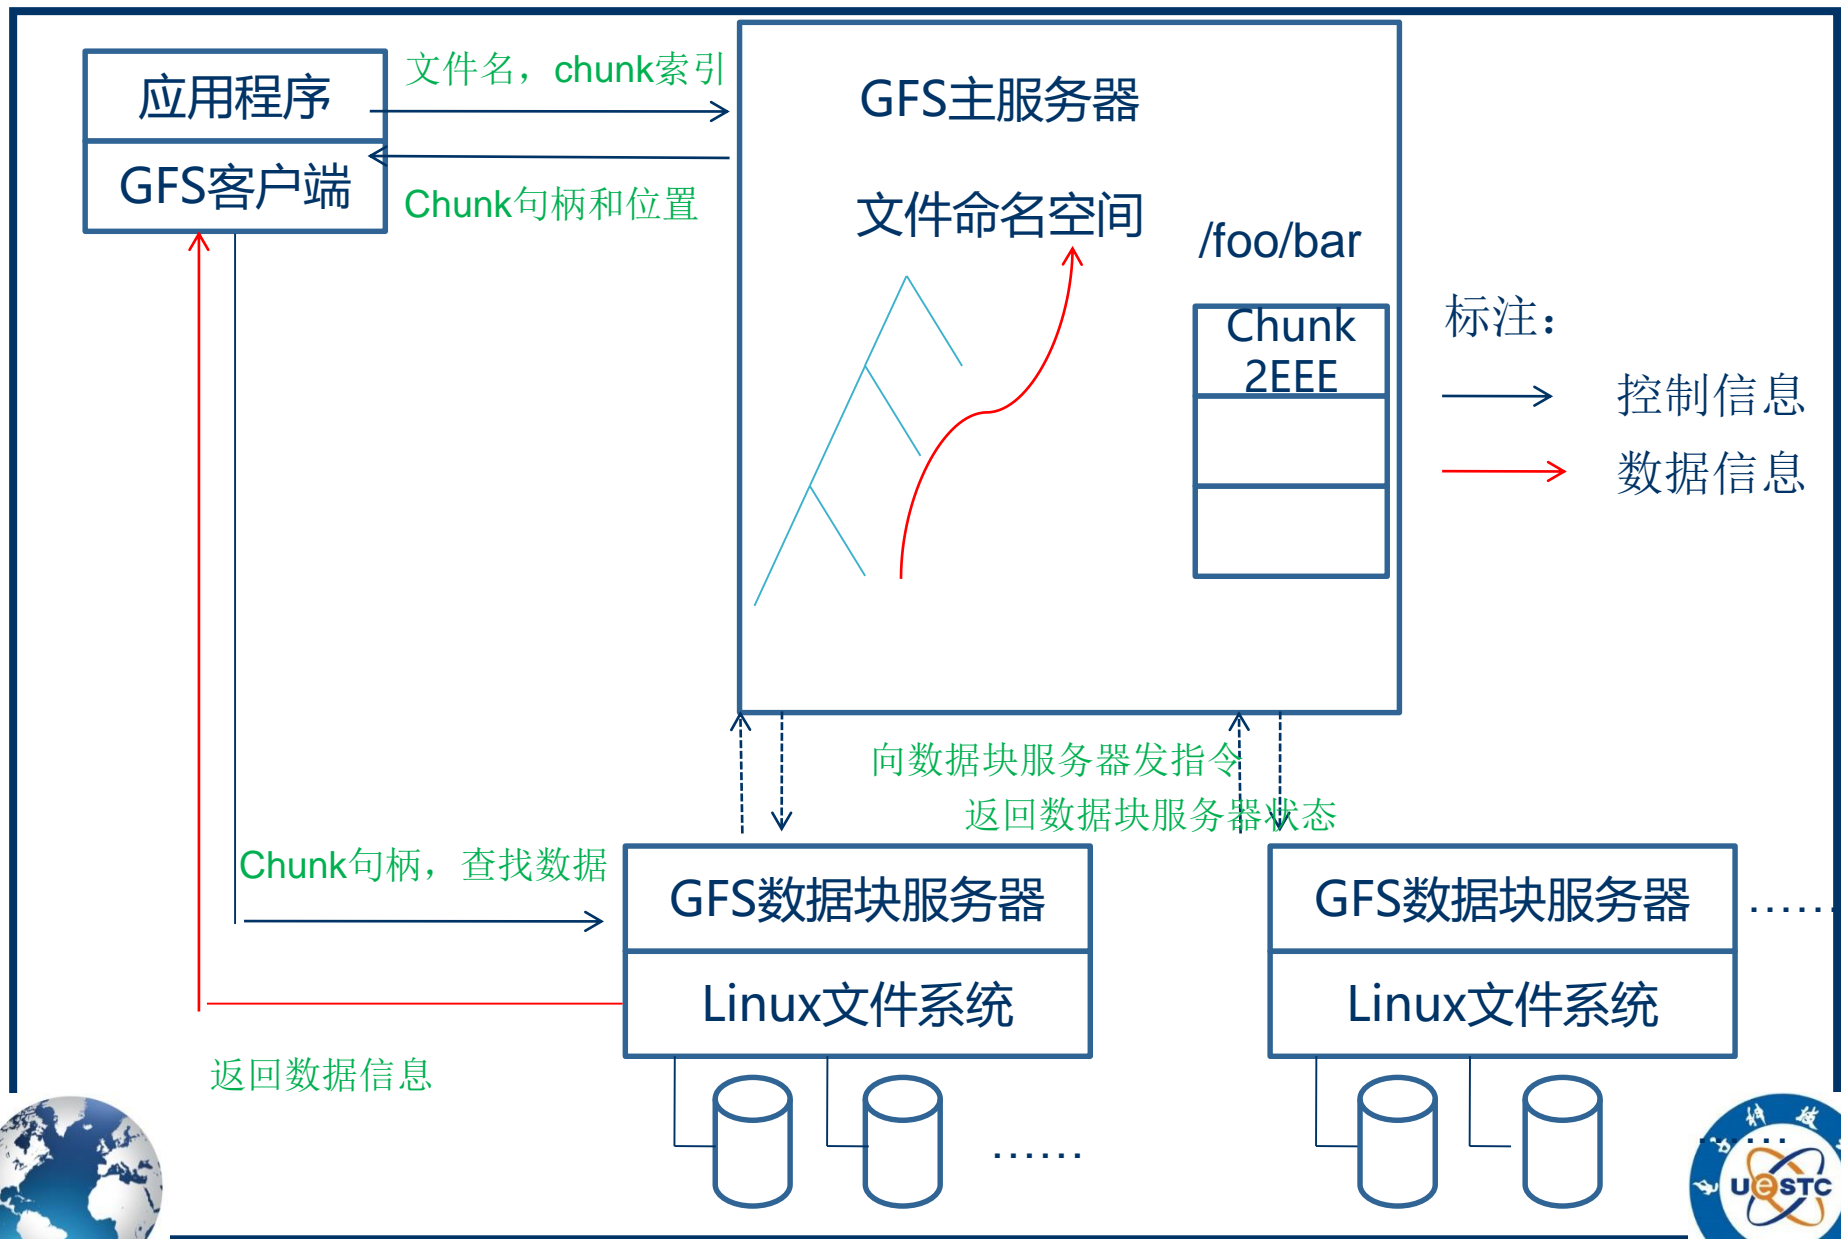 应用程序
GFS客户端
文件名，chunk索引
Chunk句柄和位置
GFS主服务器
文件命名空间
/foo/bar
Chunk
2EEE
标注：
控制信息
数据信息
向数据块服务器发指令
返回数据块服务器状态
Chunk句柄，查找数据
GFS数据块服务器
Linux文件系统
GFS数据块服务器
Linux文件系统
……
返回数据信息
……
……
UeSTC